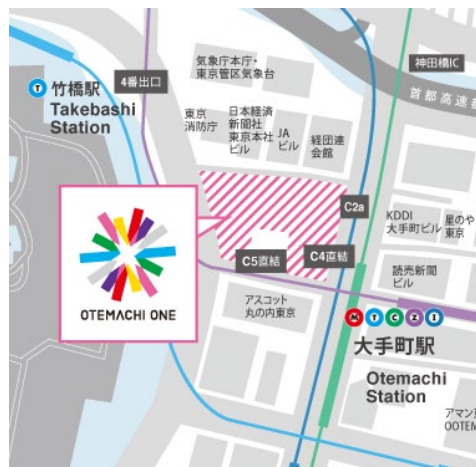 気象庁本庁・
東京管区気象台
神田橋IC
4番出口
首都高速
T 竹橋駅
Takebashi
Station
東京
消防庁
日本経済
新聞社
東京本社
ビル
JA
ビル
経団連
会館
C2a
KDDI
大手町ビル
星のや
東京
C5直結
C4直結
読売新聞
ビル
OTEMACHI ONE
アスコット
丸の内東京
M T C Z I
大手町駅
Otemachi
Station
アマン東
OOTEM